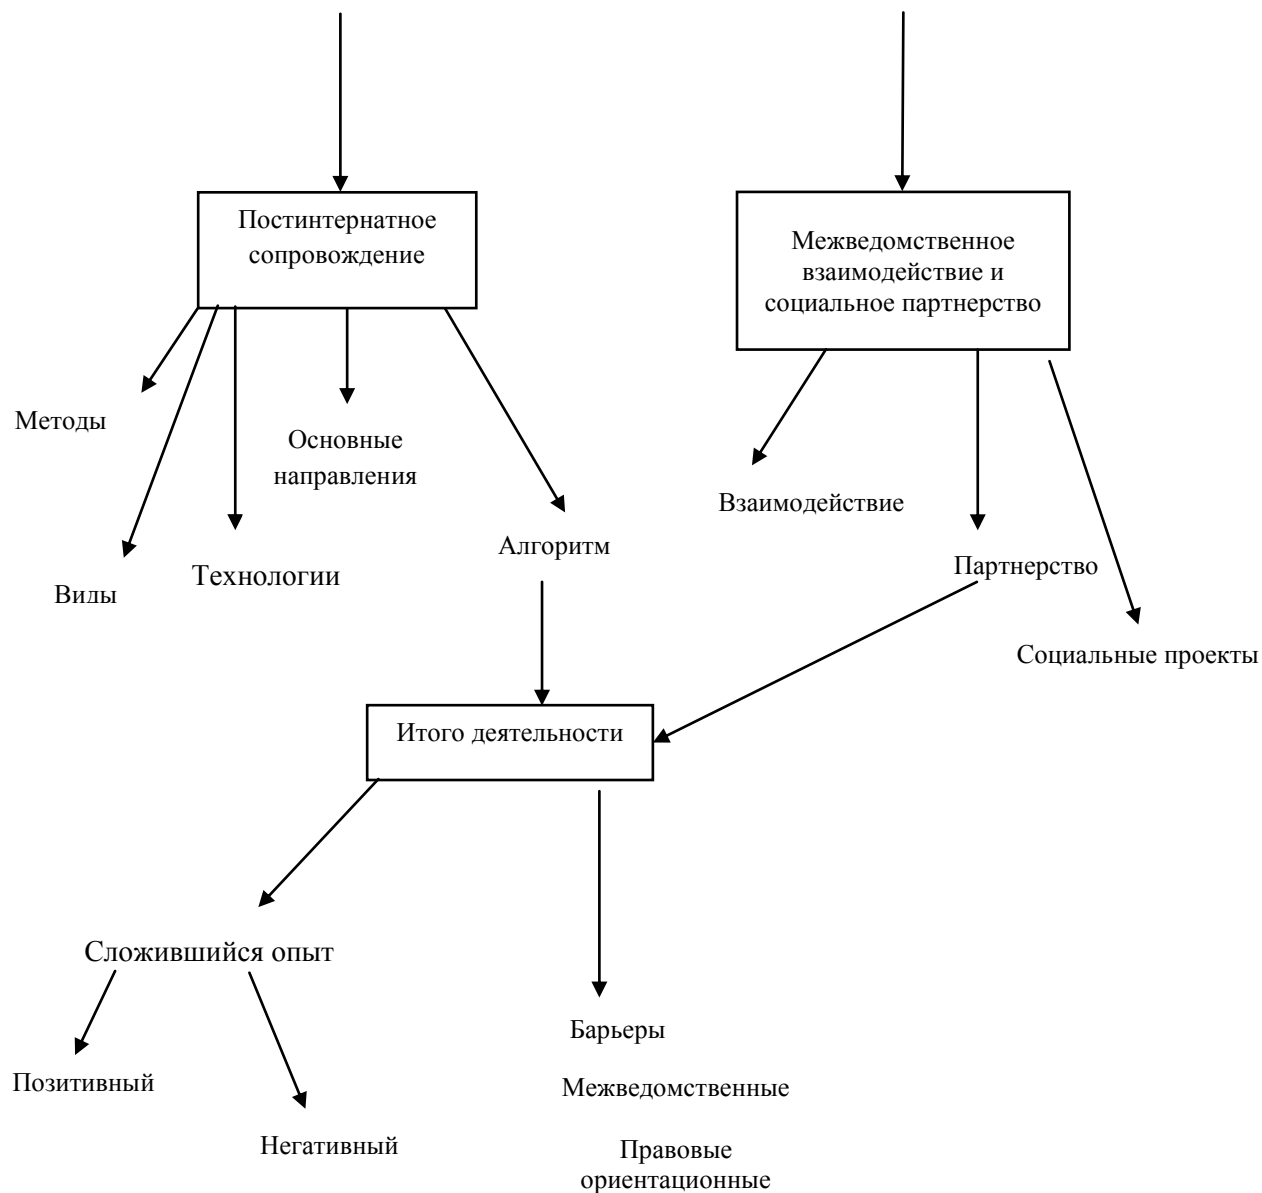 Постинтернатное
сопровождение
Межведомственное
взаимодействие и
социальное партнерство
Методы
Основные
направления
Взаимодействие
Алгоритм
Партнерство
Технологии
Виды
Социальные проекты
Итого деятельности
Сложившийся опыт
Барьеры
Позитивный
Межведомственные
Негативный
Правовые
ориентационные